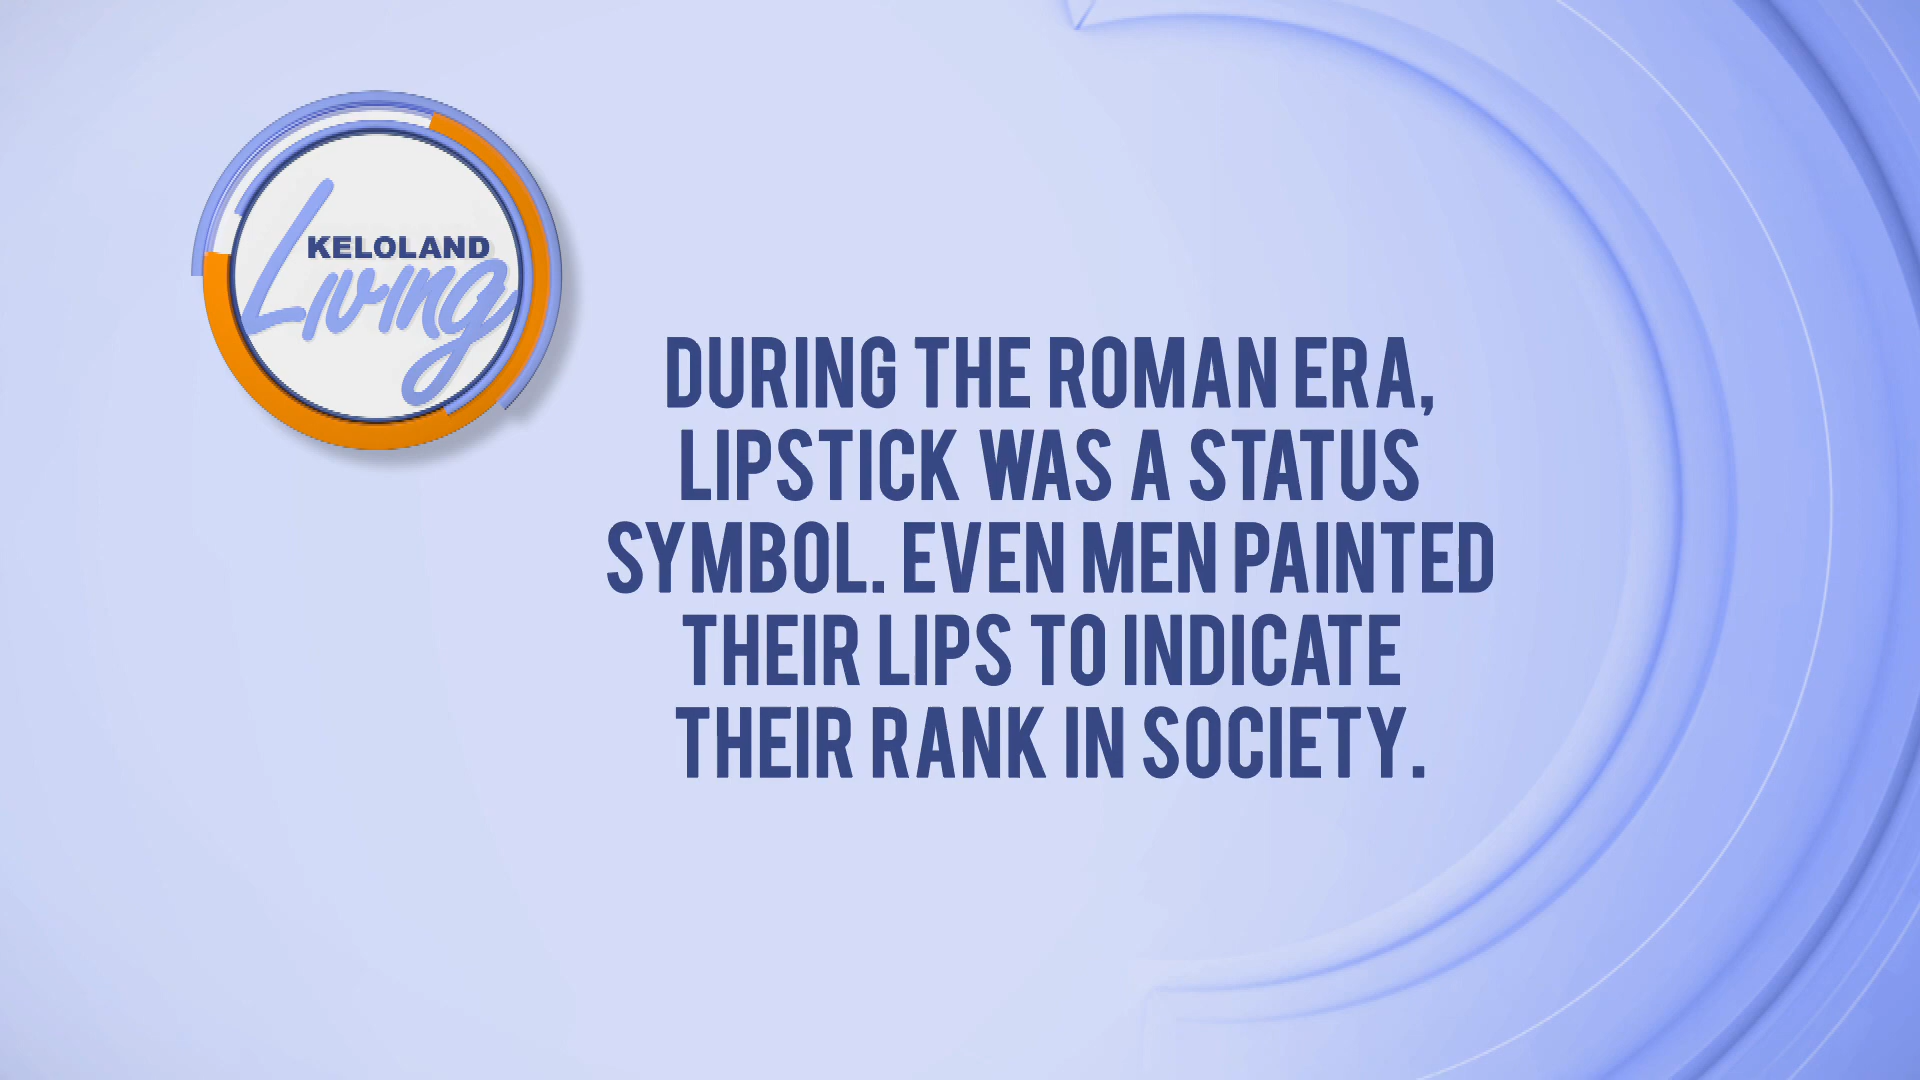 KELOLAND
Living
DURING THE ROMAN ERA,
LIPSTICK WAS A STATUS
SYMBOL. EVEN MEN PAINTED
THEIR LIPS TO INDICATE
THEIR RANK IN SOCIETY.